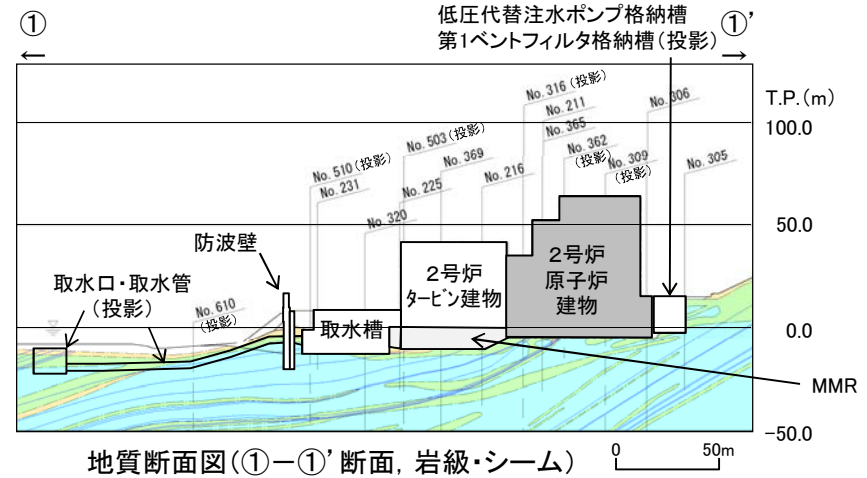 低圧代替注水ポンプ格納槽
第1ベントフィルタ格納槽(投影)
①
①’
←
→
T.P.(m)
No. 316(投影)
No. 211
No. 306
100.0
No. 503(投影)
No. 365
No. 510(投影)
No. 369
No. 362
(投影)
No. 309
(投影)
No. 305
No. 231
No. 225
No. 216
No. 320
50.0
防波壁
2号炉
タービン建物
2号炉
原子炉
建物
取水口・取水管
(投影)
No. 610
(投影)
取水槽
0.0
MMR
-50.0
地質断面図(①-①’断面, 岩級・シーム)
0
50m